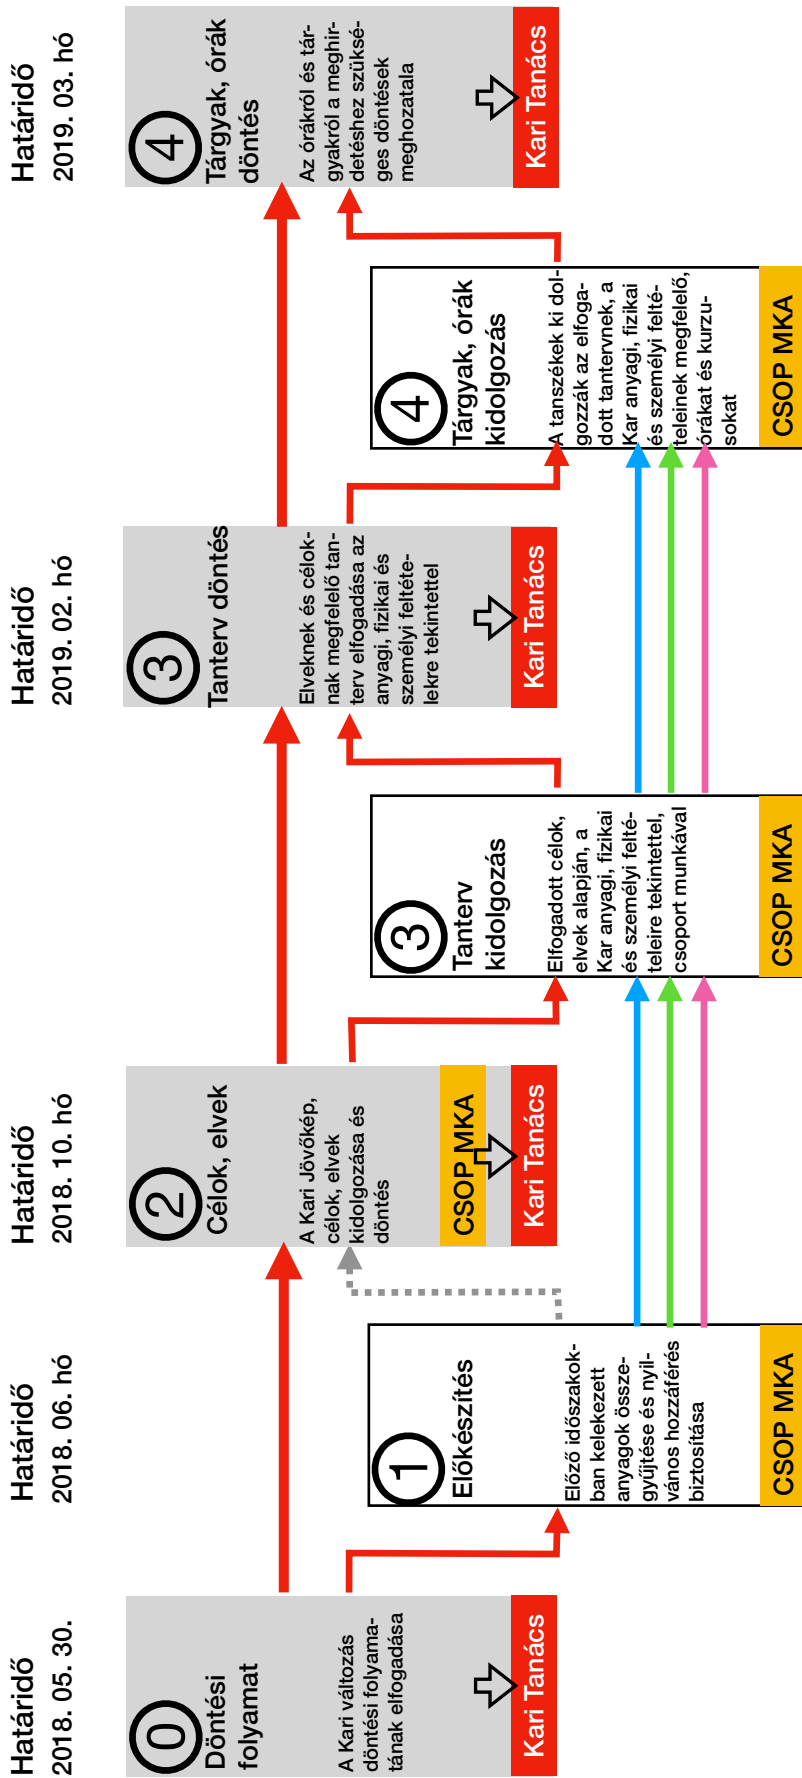 Határidő
2018. 05. 30.
Határidő
2018. 06. hó
Határidő
2018. 10. hó
Határidő
2019. 02. hó
Határidő
2019. 03. hó
0
Döntési
folyamat
A Kari változás
döntési folyama-
tának elfogadása
Kari Tanács
1
Előkészítés
Előző időszakok-
ban kelekezett
anyagok össze-
gyűjtése és nyil-
vános hozzáférés
biztosítása
CSOP MKA
2
Célok, elvek
A Kari Jövőkép,
célok, elvek
kidolgozása és
döntés
CSOP MKA
Kari Tanács
3
Tanterv
kidolgozás
Elfogadott célok,
elvek alapján, a
Kar anyagi, fizikai
és személyi felté-
teleire tekintettel,
csoport munkával
CSOP MKA
3
Tanterv döntés
Elveknek és célok-
nak megfelelő tan-
terv elfogadása az
anyagi, fizikai és
személyi feltéte-
lekre tekintettel
Kari Tanács
4
Tárgyak, órák
kidolgozás
A tanszékek ki dol-
gozzák az elfoga-
dott tantervnek, a
Kar anyagi, fizikai
és személyi felté-
teleinek megfelelő,
órákat és kurzu-
sokat
CSOP MKA
4
Tárgyak, órák
döntés
Az órákról és tár-
gyakról a meghir-
detéshez szüksé-
ges döntések
meghozatala
Kari Tanács